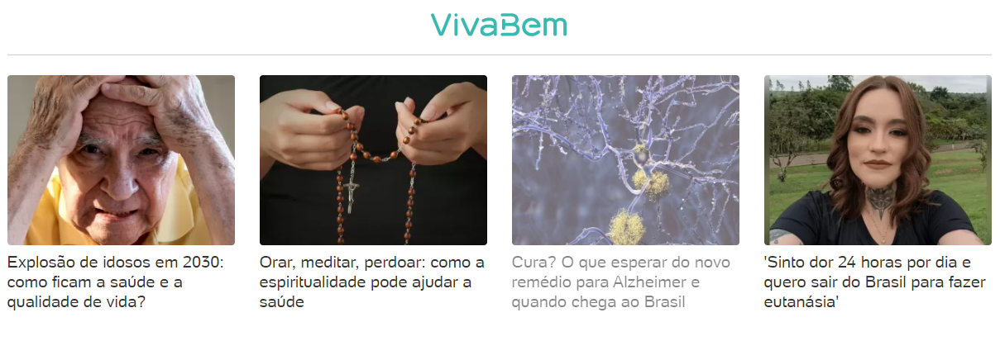 VivaBem
Explosão de idosos em 2030:
como ficam a saúde e a
qualidade de vida?
Orar, meditar, perdoar: como a
espiritualidade pode ajudar a
saúde
Cura? O que esperar do novo
remédio para Alzheimer e
quando chega ao Brasil
'Sinto dor 24 horas por dia e
quero sair do Brasil para fazer
eutanásia'